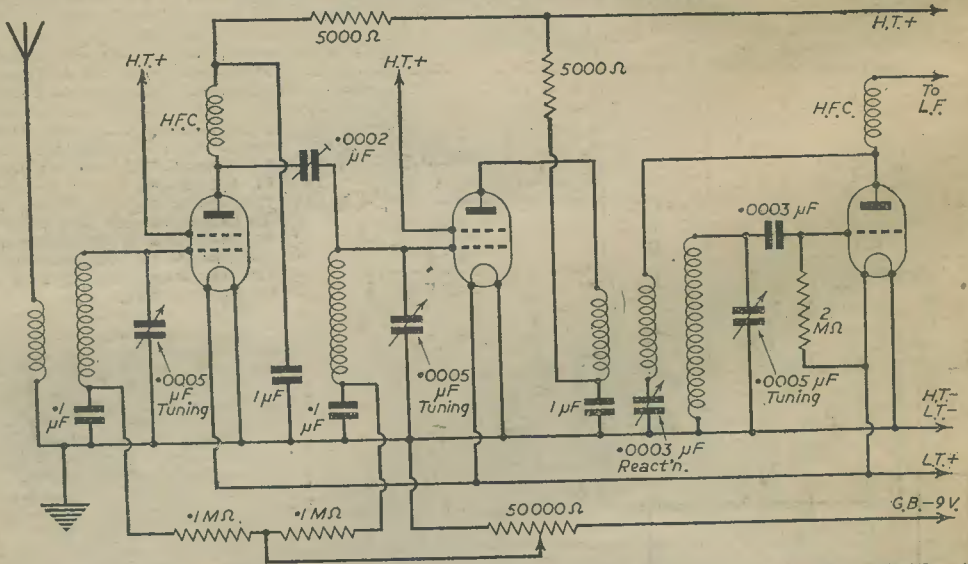 5000 Ω
H.T.+
H.T.+
H.T.+
5000 Ω
H.F.C.
H.F.C.
To
L.F.
·0002
μF
·0003 μF
2
MΩ
·0005
μF
Tuning
·0005
μF
Tuning
·0005 μF
Tuning
·1
μF
1 μF
·1
μF
1 μF
·0003 μF
React'n.
H.T.-
L.T.-
L.T.+
·1 MΩ
·1 MΩ
50000 Ω
G.B.-9V.